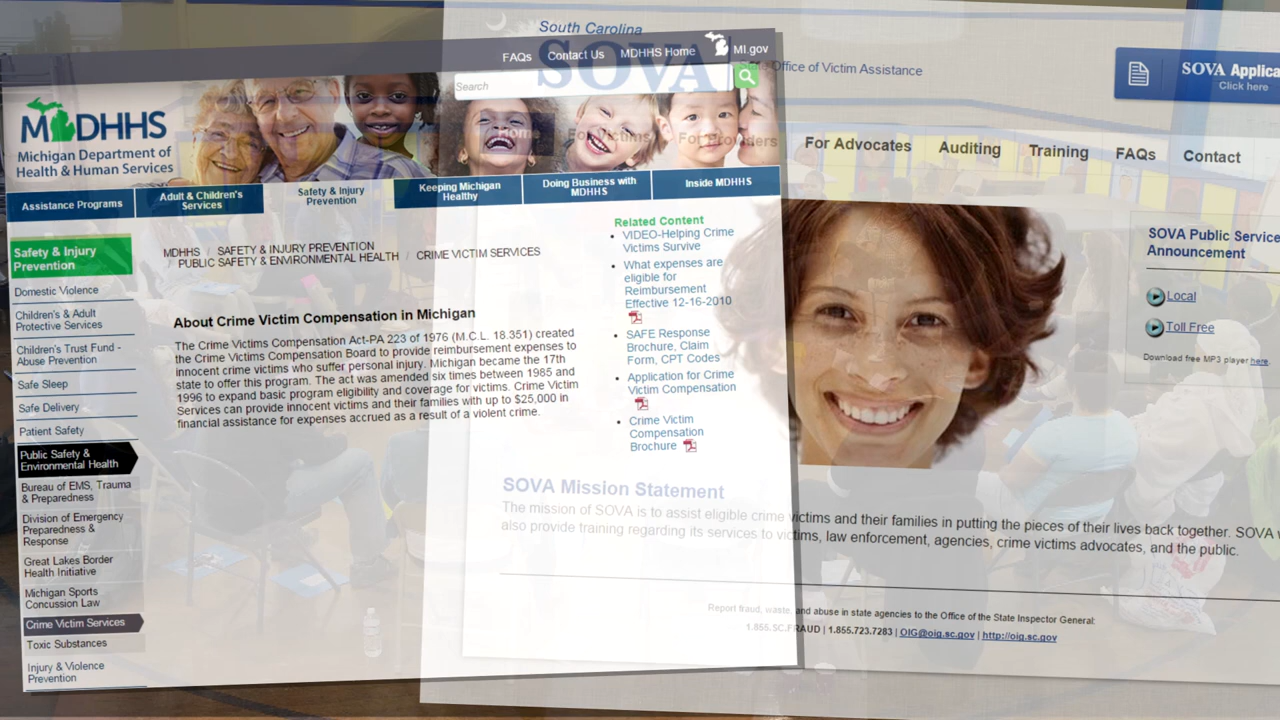 South Carolina
SOVA
State Office of Victim Assistance
SOVA Applica
Click here
FAQs Contact Us MDHHS Home MI.gov
Search
Home For Victims For Providers For Advocates Auditing Training FAQs Contact
MDHHS
Michigan Department of
Health & Human Services
Assistance Programs
Adult & Children's
Services
Safety & Injury
Prevention
Keeping Michigan
Healthy
Doing Business with
MDHHS
Inside MDHHS
Safety & Injury
Prevention
Domestic Violence
Children's & Adult
Protective Services
Children's Trust Fund -
Abuse Prevention
Safe Sleep
Safe Delivery
Patient Safety
Public Safety &
Environmental Health
Bureau of EMS, Trauma
& Preparedness
Division of Emergency
Preparedness &
Response
Great Lakes Border
Health Initiative
Michigan Sports
Concussion Law
Crime Victim Services
Toxic Substances
Injury & Violence
Prevention
MDHHS / SAFETY & INJURY PREVENTION
/ PUBLIC SAFETY & ENVIRONMENTAL HEALTH / CRIME VICTIM SERVICES
About Crime Victim Compensation in Michigan
The Crime Victims Compensation Act-PA 223 of 1976 (M.C.L. 18.351) created
the Crime Victims Compensation Board to provide reimbursement expenses to
innocent crime victims who suffer personal injury. Michigan became the 17th
state to offer this program. The act was amended six times between 1985 and
1996 to expand basic program eligibility and coverage for victims. Crime Victim
Services can provide innocent victims and their families with up to $25,000 in
financial assistance for expenses accrued as a result of a violent crime.
Related Content
• VIDEO-Helping Crime
Victims Survive
• What expenses are
eligible for
Reimbursement
Effective 12-16-2010
• SAFE Response
Brochure, Claim
Form, CPT Codes
• Application for Crime
Victim Compensation
• Crime Victim
Compensation
Brochure
SOVA Public Service
Announcement
Local
Toll Free
Download free MP3 player here.
SOVA Mission Statement
The mission of SOVA is to assist eligible crime victims and their families in putting the pieces of their lives back together. SOVA w
also provide training regarding its services to victims, law enforcement, agencies, crime victims advocates, and the public.
Report fraud, waste, and abuse in state agencies to the Office of the State Inspector General:
1.855.SC.FRAUD | 1.855.723.7283 | OIG@oig.sc.gov | http://oig.sc.gov